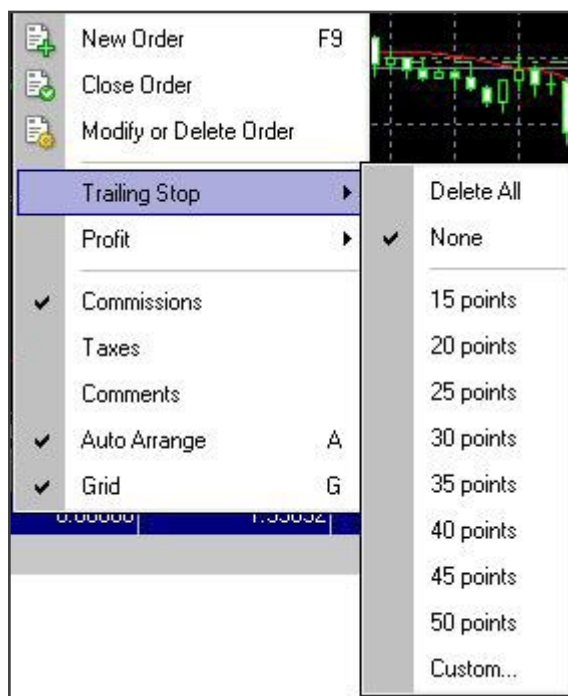 New Order F9
Close Order
Modify or Delete Order
Trailing Stop
Profit
Commissions
Taxes
Comments
Auto Arrange A
Grid G
Delete All
None
15 points
20 points
25 points
30 points
35 points
40 points
45 points
50 points
Custom...